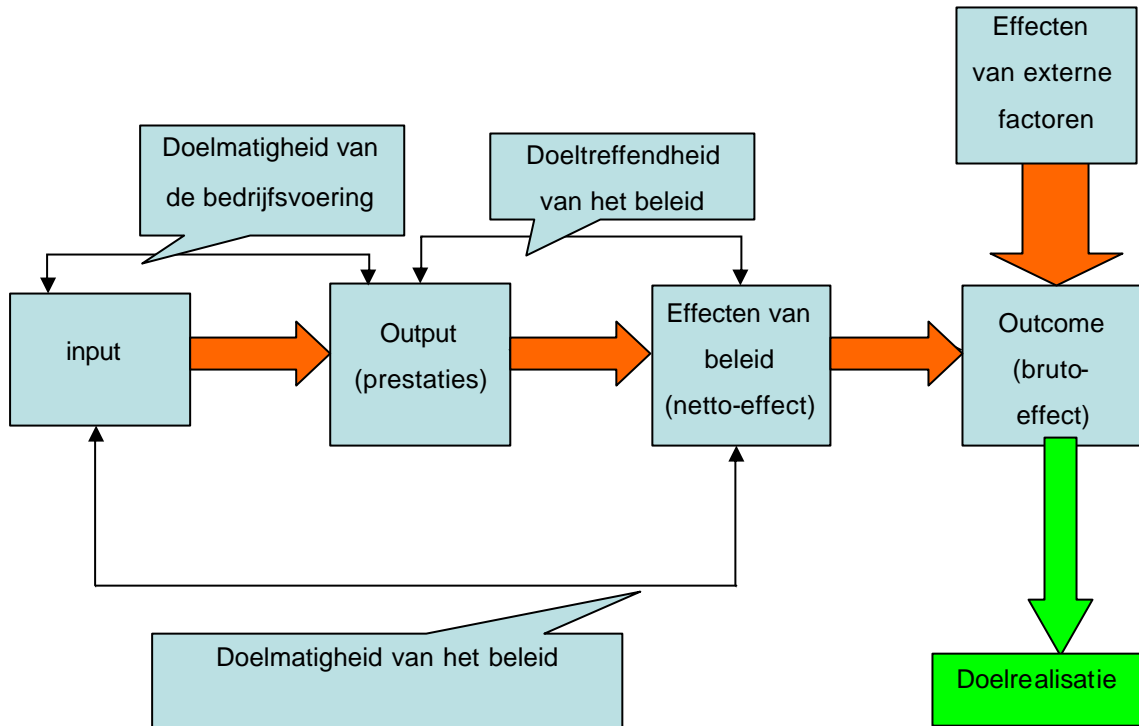 Effecten
van externe
factoren
Doelmatigheid van
de bedrijfsvoering
Doeltreffendheid
van het beleid
input
Output
(prestaties)
Effecten van
beleid
(netto-effect)
Outcome
(bruto-
effect)
Doelmatigheid van het beleid
Doelrealisatie